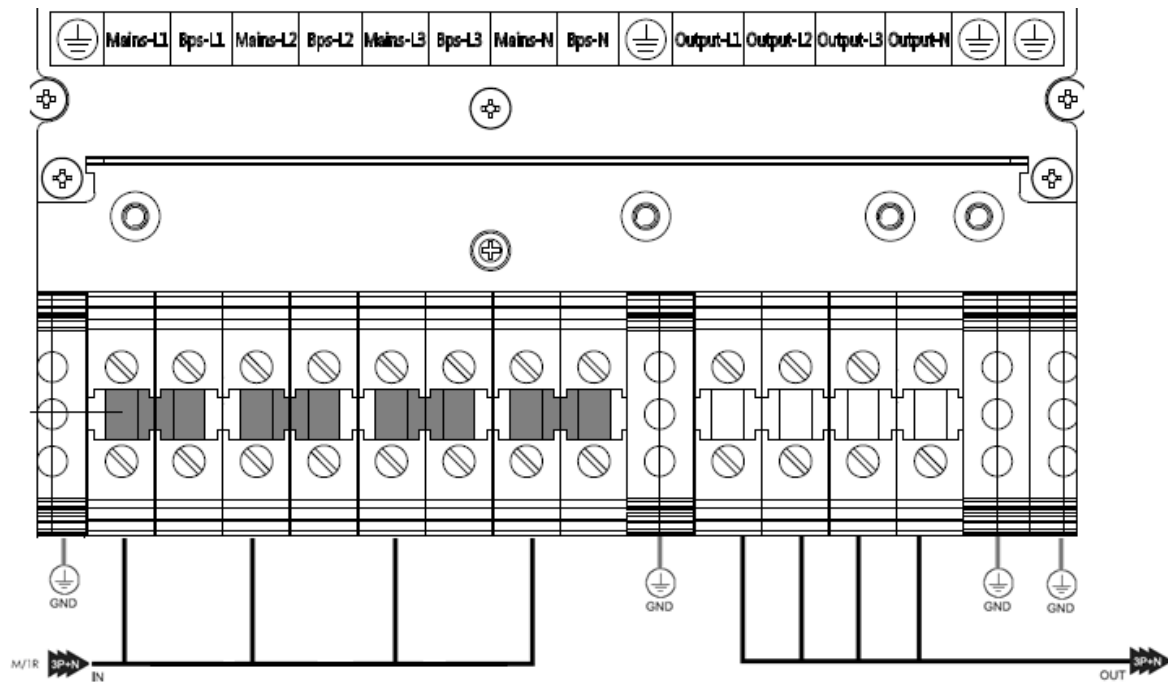 Mains-L1 Bps-L1 Mains-L2 Bps-L2 Mains-L3 Bps-L3 Mains-N Bps-N Output-L1 Output-L2 Output-L3 Output-N
GND GND GND GND
M/1R 3P+N IN
OUT 3P+N